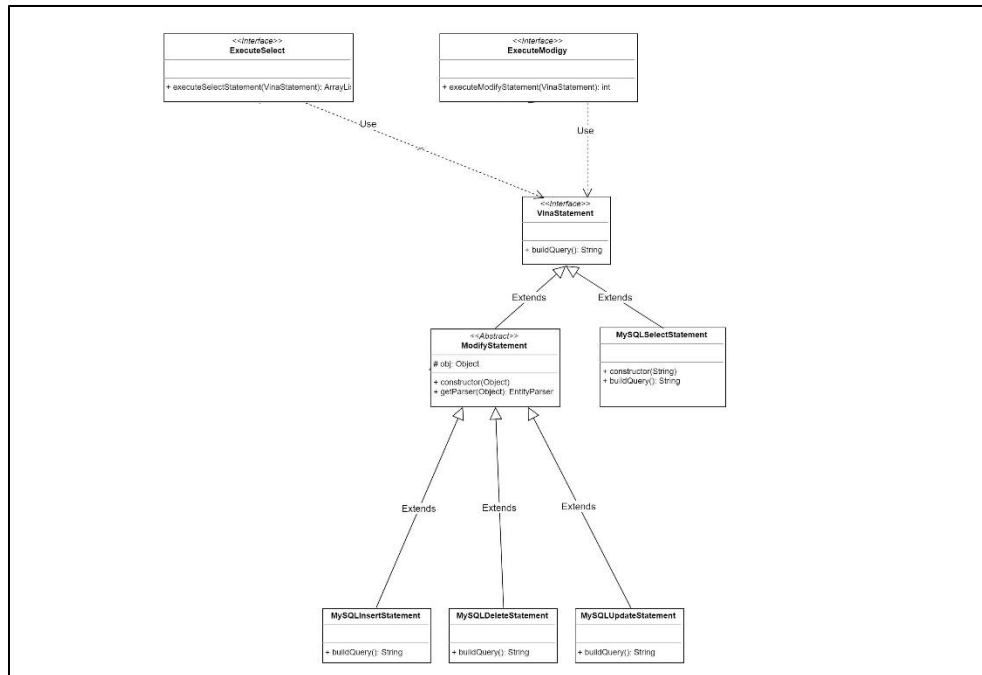 <<Interface>>
ExecuteSelect
+ executeSelectStatement(VinaStatement): ArrayLi
<<Interface>>
ExecuteModigy
+ executeModifyStatement(VinaStatement): int
Use
Use
<<Interface>>
VinaStatement
+ buildQuery(): String
Extends
Extends
<<Abstract>>
ModifyStatement
# obj: Object
+ constructor(Object)
+ getParser(Object): EntityParser
MySQLSelectStatement
+ constructor(String)
+ buildQuery(): String
Extends
Extends
Extends
MySQLInsertStatement
+ buildQuery(): String
MySQLDeleteStatement
+ buildQuery(): String
MySQLUpdateStatement
+ buildQuery(): String